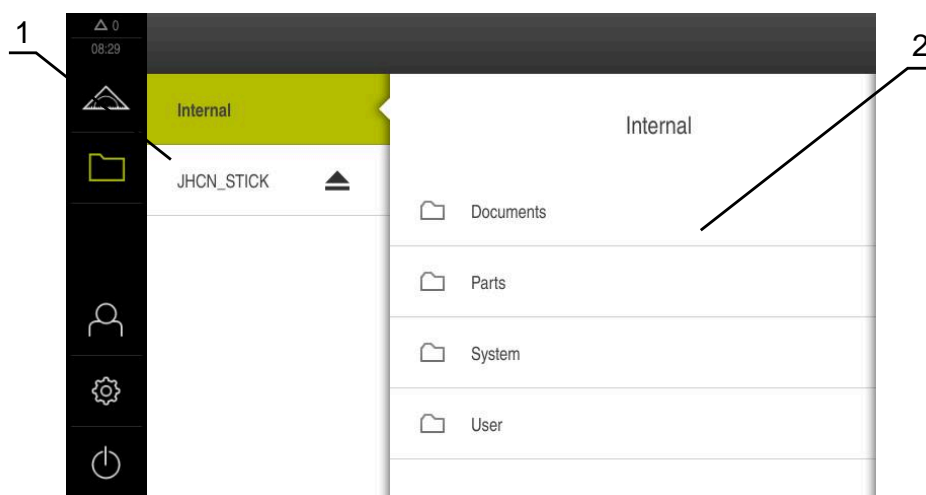 1
2
0
08:29
Internal
JHCN_STICK
Internal
Documents
Parts
System
User